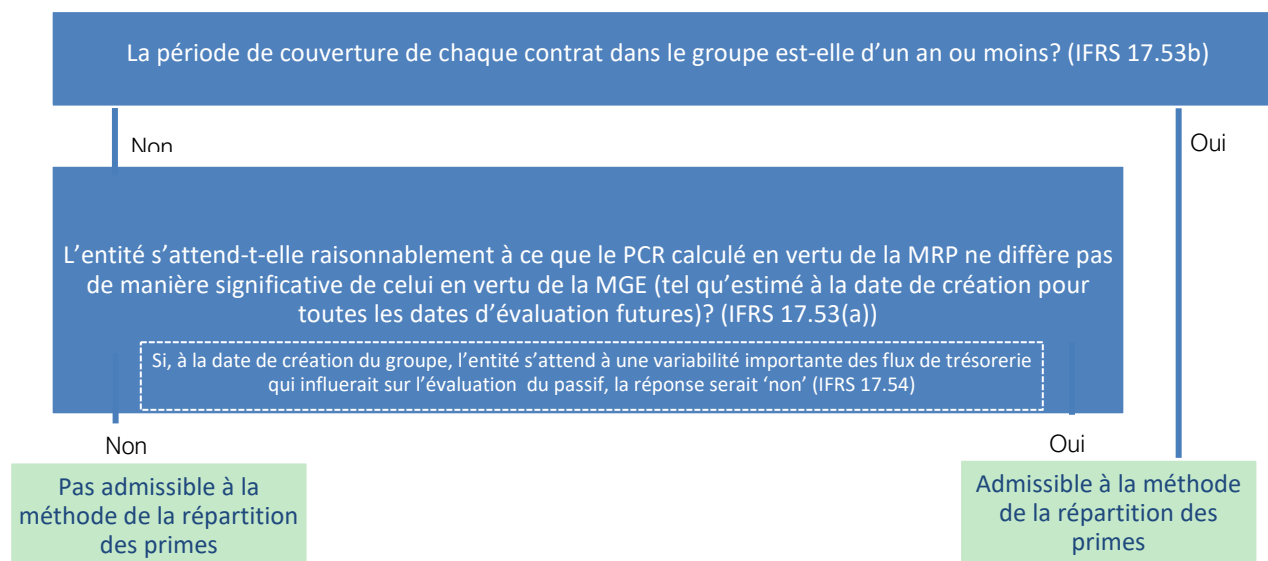 La période de couverture de chaque contrat dans le groupe est-elle d’un an ou moins? (IFRS 17.53b)
Non
Oui
L’entité s’attend-t-elle raisonnablement à ce que le PCR calculé en vertu de la MRP ne diffère pas
de manière significative de celui en vertu de la MGE (tel qu’estimé à la date de création pour
toutes les dates d’évaluation futures)? (IFRS 17.53(a))
Si, à la date de création du groupe, l’entité s’attend à une variabilité importante des flux de trésorerie
qui influerait sur l’évaluation du passif, la réponse serait ‘non’ (IFRS 17.54)
Non
Oui
Pas admissible à la
méthode de la répartition
des primes
Admissible à la méthode
de la répartition des
primes